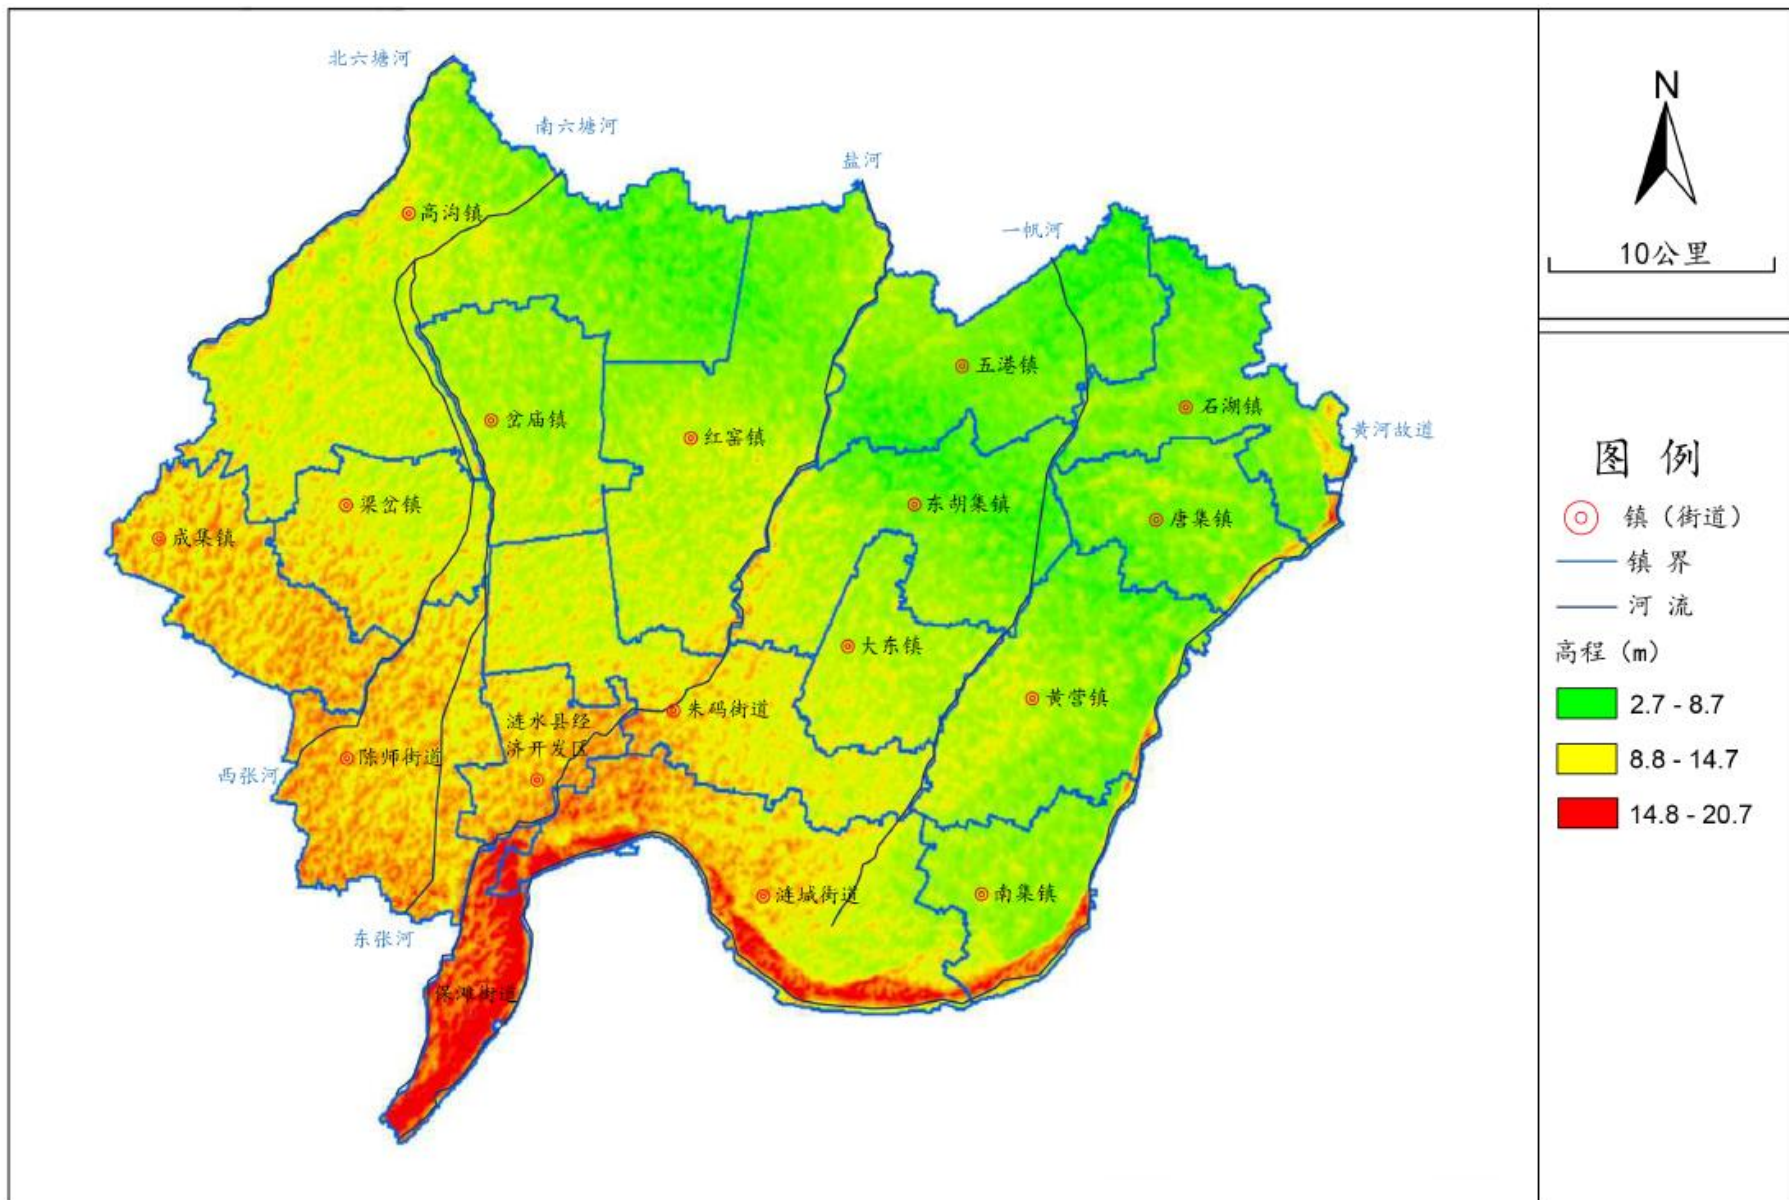 北六塘河
南六塘河
盐河
一帆河
高沟镇
五港镇
石湖镇
岔庙镇
红窑镇
黄河故道
梁岔镇
东胡集镇
唐集镇
成集镇
大东镇
黄营镇
朱码街道
涟水县经
济开发区
陈师街道
西张河
涟城街道
南集镇
东张河
保滩街道
N
10公里
图 例
镇（街道）
镇 界
河 流
高程（m）
2.7 - 8.7
8.8 - 14.7
14.8 - 20.7